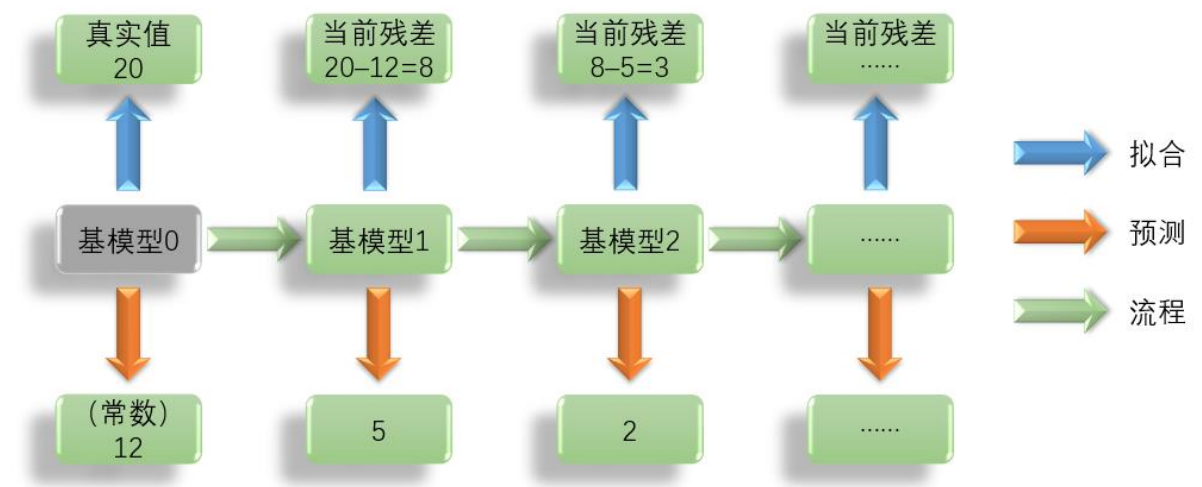 真实值
20
当前残差
20–12=8
当前残差
8–5=3
当前残差
······
拟合
基模型0
基模型1
基模型2
······
预测
流程
（常数）
12
5
2
······